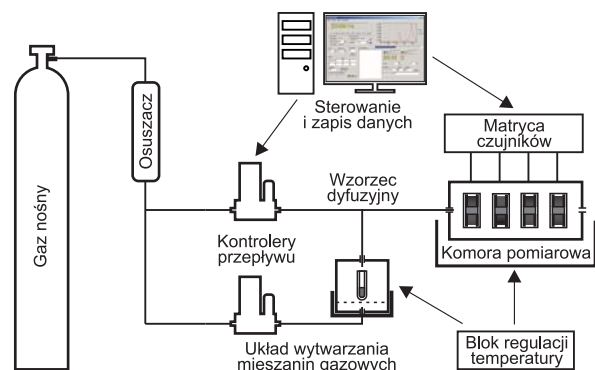 Gaz nośny
Osuszacz
Sterowanie
i zapis danych
Matryca
czujników
Wzorzec
dyfuzyjny
Kontrolery
przepływu
Komora pomiarowa
Układ wytwarzania
mieszanin gazowych
Blok regulacji
temperatury